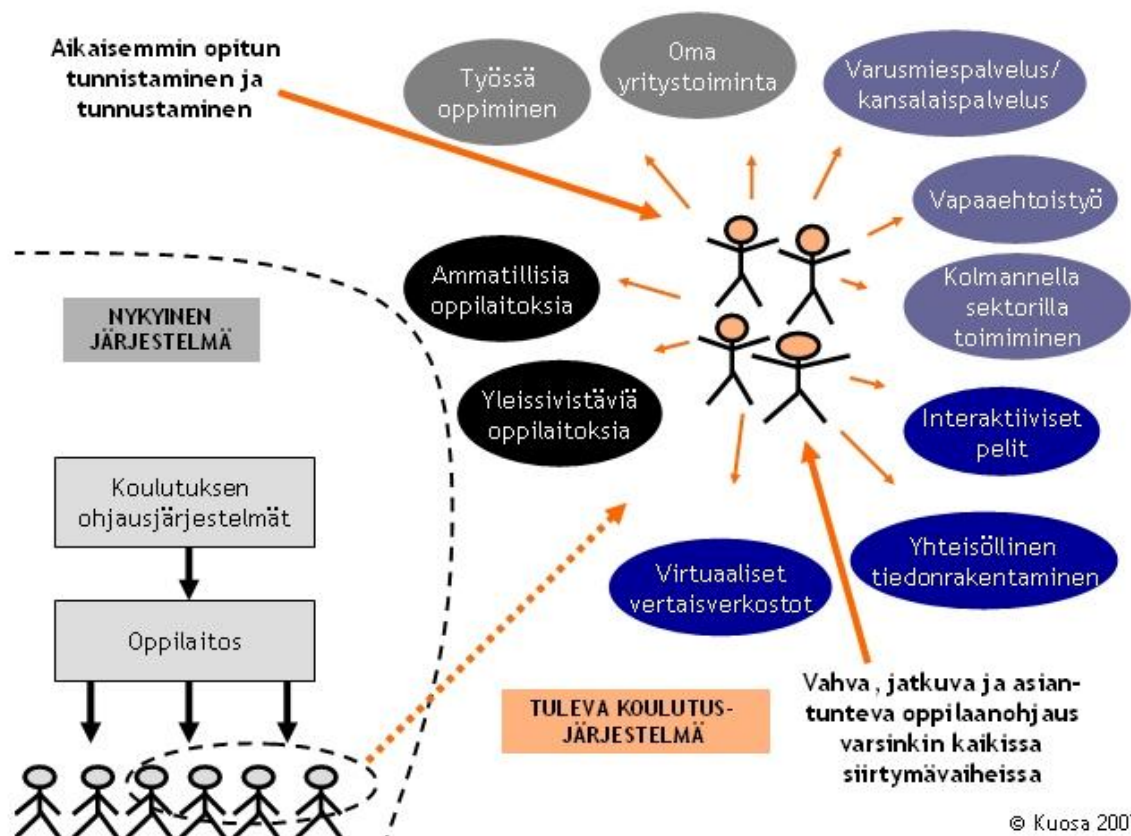 Aikaisemmin opitun
tunnistaminen ja
tunnustaminen
Työssä
oppiminen
Oma
yritystoiminta
Varusmiespalvelus/
kansalaispalvelus
Vapaaehtoistyö
Kolmannella
sektorilla
toimiminen
Ammatillisia
oppilaitoksia
Yleissivistäviä
oppilaitoksia
Interaktiiviset
pelit
Yhteisöllinen
tiedonrakentaminen
Virtuaaliset
vertaisverkostot
NYKYINEN
JÄRJESTELMÄ
Koulutuksen
ohjausjärjestelmät
Oppilaitos
TULEVA KOULUTUS-
JÄRJESTELMÄ
Vahva, jatkuva ja asian-
tunteva oppilaanohjaus
varsinkin kaikissa
siirtymävaiheissa
© Kuosa